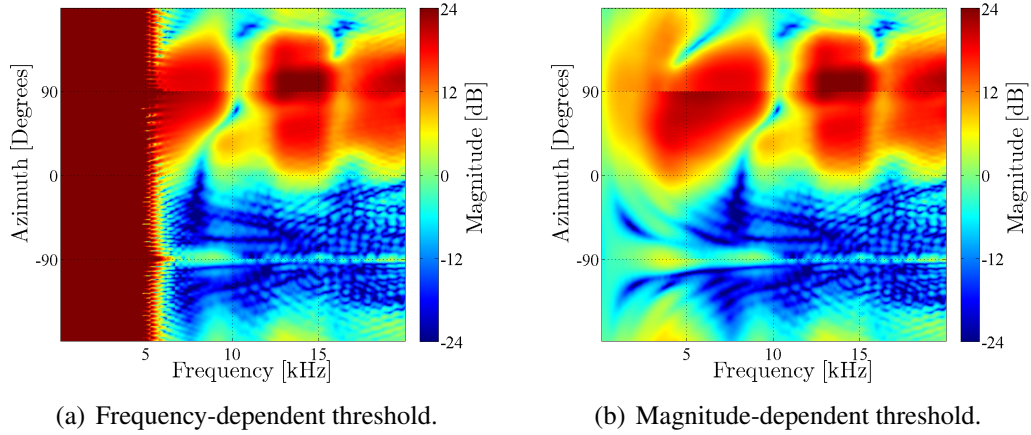 24
12
0
-12
-24
Magnitude [dB]
90
0
-90
Azimuth [Degrees]
5
10
15
Frequency [kHz]
(a) Frequency-dependent threshold.
24
12
0
-12
-24
Magnitude [dB]
90
0
-90
Azimuth [Degrees]
5
10
15
Frequency [kHz]
(b) Magnitude-dependent threshold.